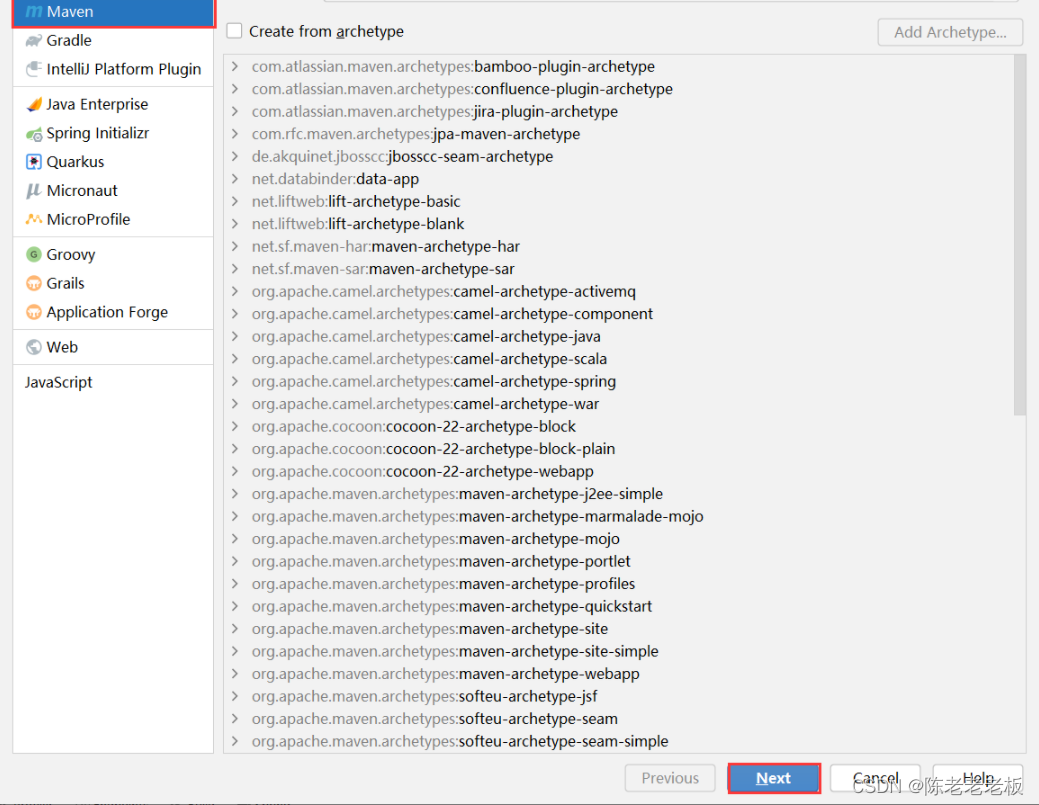 Maven
Gradle
IntelliJ Platform Plugin
Java Enterprise
Spring Initializr
Quarkus
Micronaut
MicroProfile
Groovy
Grails
Application Forge
Web
JavaScript
Create from archetype
Add Archetype...
com.atlassian.maven.archetypes:bamboo-plugin-archetype
com.atlassian.maven.archetypes:confluence-plugin-archetype
com.atlassian.maven.archetypes:jira-plugin-archetype
com.rfc.maven.archetypes:jpa-maven-archetype
de.akquinet.jbosscc:jbosscc-seam-archetype
net.databinder:data-app
net.liftweb:lift-archetype-basic
net.liftweb:lift-archetype-blank
net.sf.maven-har:maven-archetype-har
net.sf.maven-sar:maven-archetype-sar
org.apache.camel.archetypes:camel-archetype-activemq
org.apache.camel.archetypes:camel-archetype-component
org.apache.camel.archetypes:camel-archetype-java
org.apache.camel.archetypes:camel-archetype-scala
org.apache.camel.archetypes:camel-archetype-spring
org.apache.camel.archetypes:camel-archetype-war
org.apache.cocoon:cocoon-22-archetype-block
org.apache.cocoon:cocoon-22-archetype-block-plain
org.apache.cocoon:cocoon-22-archetype-webapp
org.apache.maven.archetypes:maven-archetype-j2ee-simple
org.apache.maven.archetypes:maven-archetype-marmalade-mojo
org.apache.maven.archetypes:maven-archetype-mojo
org.apache.maven.archetypes:maven-archetype-portlet
org.apache.maven.archetypes:maven-archetype-profiles
org.apache.maven.archetypes:maven-archetype-quickstart
org.apache.maven.archetypes:maven-archetype-site
org.apache.maven.archetypes:maven-archetype-site-simple
org.apache.maven.archetypes:maven-archetype-webapp
org.apache.maven.archetypes:softeu-archetype-jsf
org.apache.maven.archetypes:softeu-archetype-seam
org.apache.maven.archetypes:softeu-archetype-seam-simple
Previous
Next
Cancel
Help
CSDN @陈老老老板